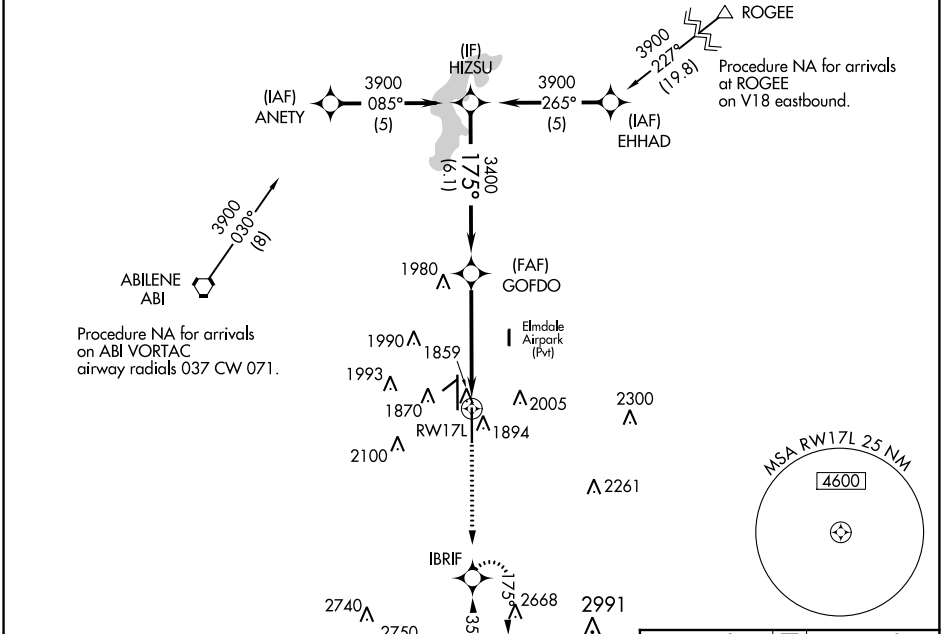 ROGEE
3900
227°
(19.8)
Procedure NA for arrivals
at ROGEE
on V18 eastbound.
(IF)
HIZSU
(IAF)
ANETY
3900
085°
(5)
3900
265°
(5)
(IAF)
EHHAD
3400
175°
(6.1)
3900
030°
(8)
ABILENE
ABI
Procedure NA for arrivals
on ABI VORTAC
airway radials 037 CW 071.
1980
(FAF)
GOFDO
Elmdale
Airpark
(Pvt)
1990
1859
1993
1870
2005
2300
RW17L
1894
2100
2261
MSA RW17L 25 NM
4600
IBRIF
175°
2668
2991
2740
2750
35